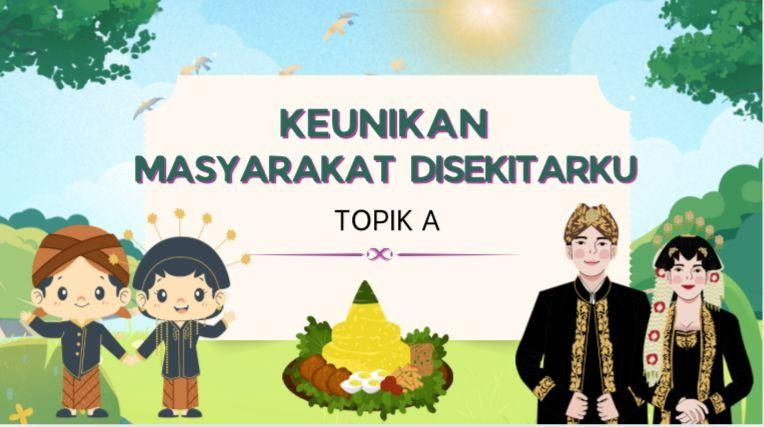 KEUNIKAN
MASYARAKAT DISEKITARKU
TOPIK A